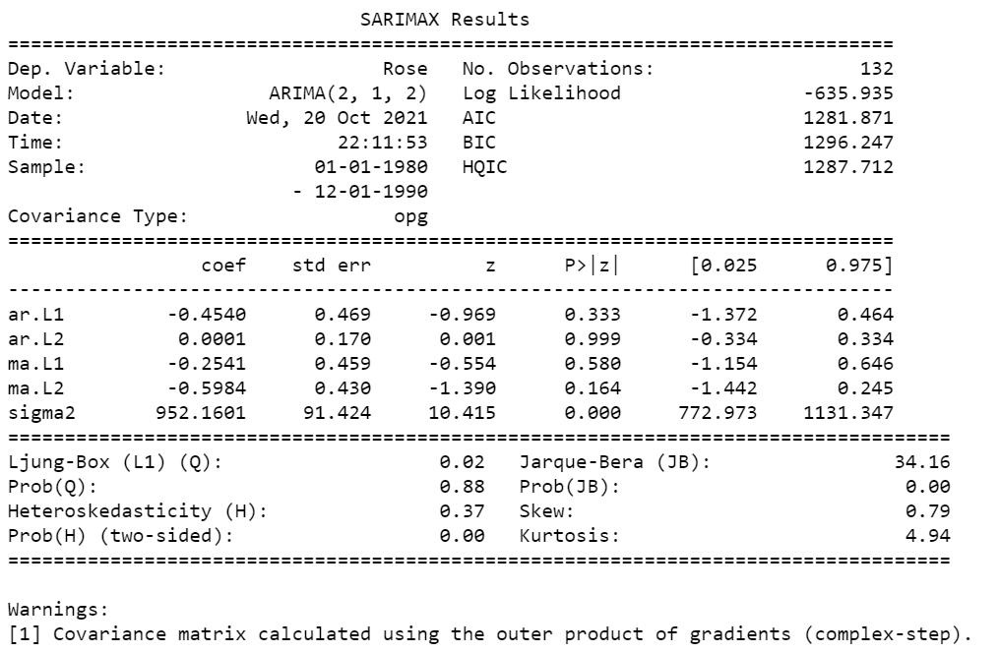 SARIMAX Results
==============================================================================
Dep. Variable:                   Rose   No. Observations:                  132
Model:                 ARIMA(2, 1, 2)   Log Likelihood                -635.935
Date:                Wed, 20 Oct 2021   AIC                           1281.871
Time:                        22:11:53   BIC                           1296.247
Sample:                    01-01-1980   HQIC                          1287.712
                         - 12-01-1990
Covariance Type:                  opg
==============================================================================
                 coef    std err          z      P>|z|      [0.025      0.975]
------------------------------------------------------------------------------
ar.L1         -0.4540      0.469     -0.969      0.333      -1.372       0.464
ar.L2          0.0001      0.170      0.001      0.999      -0.334       0.334
ma.L1         -0.2541      0.459     -0.554      0.580      -1.154       0.646
ma.L2         -0.5984      0.430     -1.390      0.164      -1.442       0.245
sigma2       952.1601     91.424     10.415      0.000     772.973    1131.347
===================================================================================
Ljung-Box (L1) (Q):                   0.02   Jarque-Bera (JB):                34.16
Prob(Q):                              0.88   Prob(JB):                         0.00
Heteroskedasticity (H):               0.37   Skew:                             0.79
Prob(H) (two-sided):                  0.00   Kurtosis:                         4.94
===================================================================================

Warnings:
[1] Covariance matrix calculated using the outer product of gradients (complex-step).